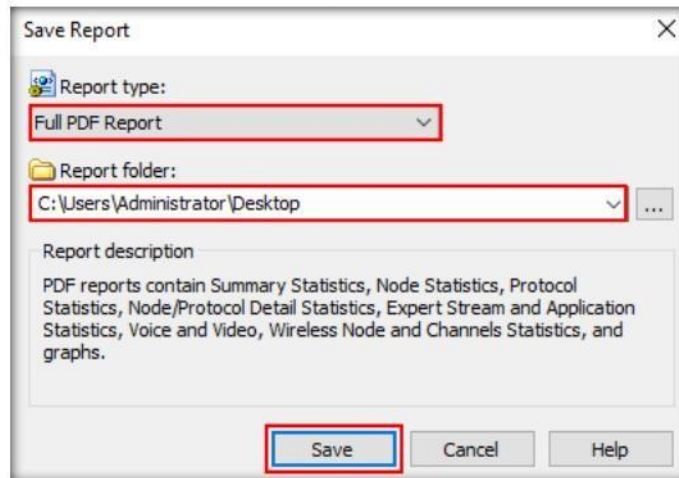 Save Report
Report type:
Full PDF Report
Report folder:
C:\Users\Administrator\Desktop
...
Report description
PDF reports contain Summary Statistics, Node Statistics, Protocol
Statistics, Node/Protocol Detail Statistics, Expert Stream and Application
Statistics, Voice and Video, Wireless Node and Channels Statistics, and
graphs.
Save Cancel Help